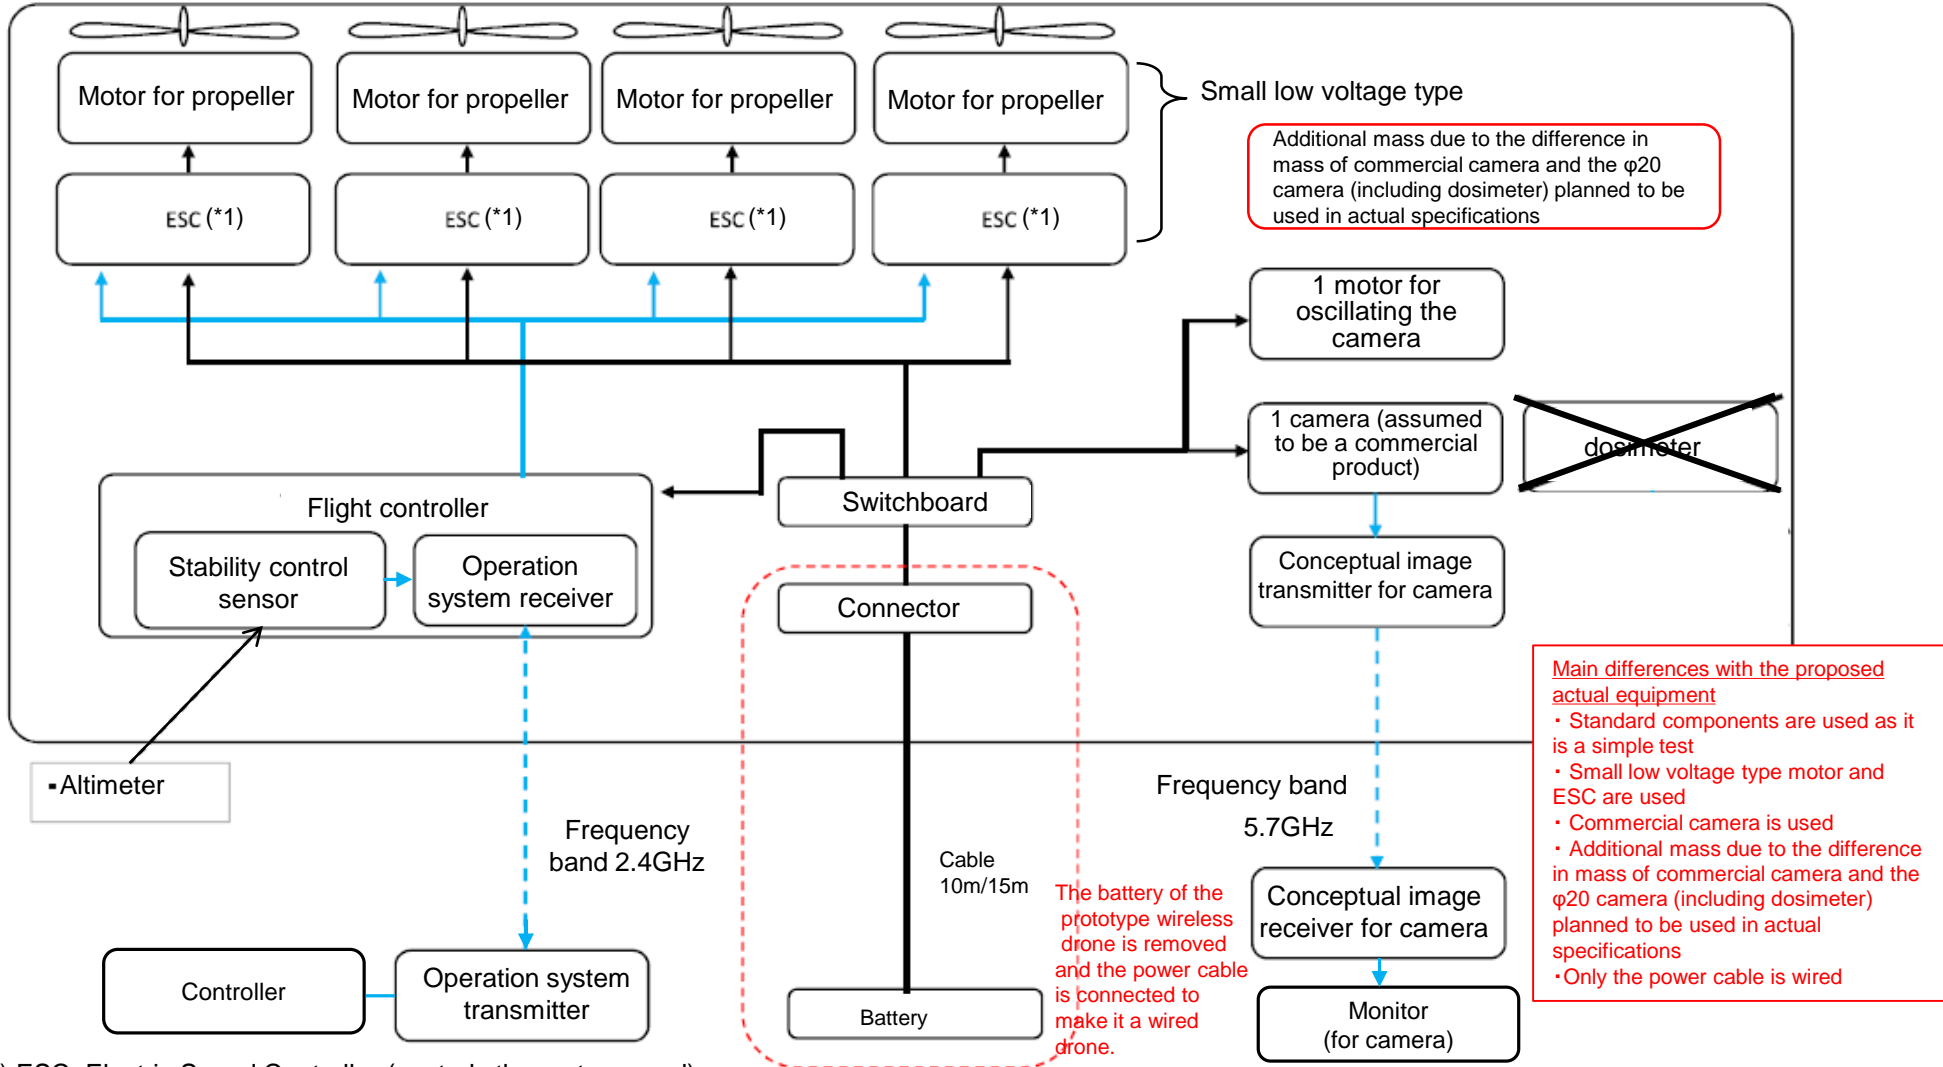 Motor for propeller
Motor for propeller
Motor for propeller
Motor for propeller
Small low voltage type
Additional mass due to the difference in
mass of commercial camera and the φ20
camera (including dosimeter) planned to be
used in actual specifications
ESC (*1)
ESC (*1)
ESC (*1)
ESC (*1)
1 motor for
oscillating the
camera
1 camera (assumed
to be a commercial
product)
dosimeter
Switchboard
Flight controller
Stability control
sensor
Operation
system receiver
Connector
Conceptual image
transmitter for camera
Main differences with the proposed
actual equipment
・Standard components are used as it
is a simple test
・Small low voltage type motor and
ESC are used
・Commercial camera is used
・Additional mass due to the difference
in mass of commercial camera and the
φ20 camera (including dosimeter)
planned to be used in actual
specifications
・Only the power cable is wired
-Altimeter
Frequency
band 2.4GHz
Cable
10m/15m
Frequency band
5.7GHz
The battery of the
prototype wireless
drone is removed
and the power cable
is connected to
make it a wired
drone.
Conceptual image
receiver for camera
Controller
Operation system
transmitter
Battery
Monitor
(for camera)
) ESC: Electric Speed Controller (controls the motor speed)